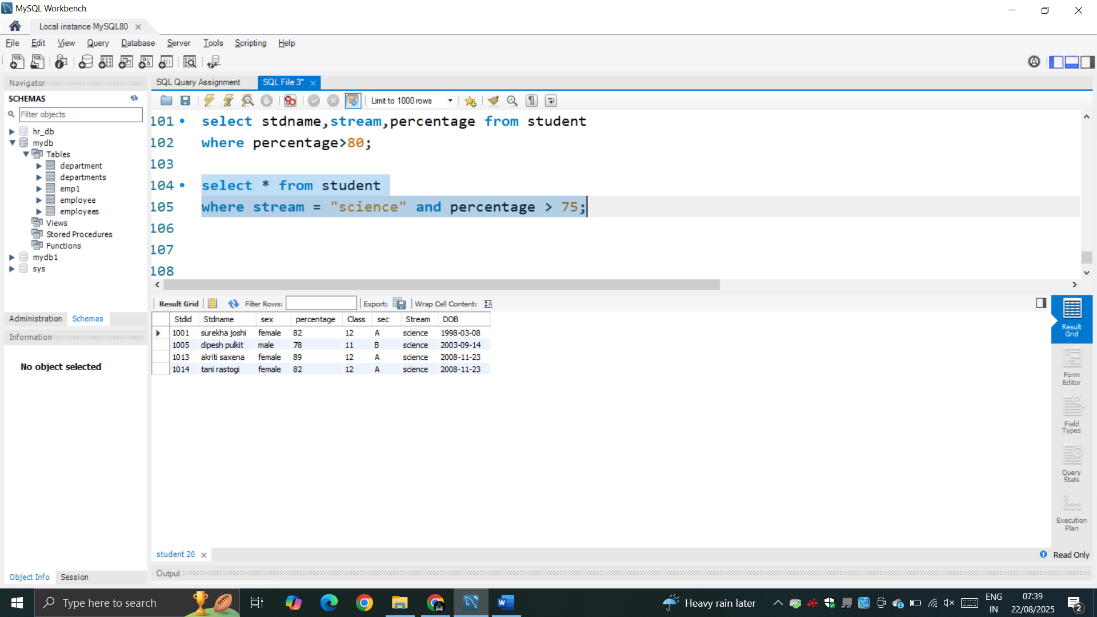 MySQL Workbench
Local instance MySQL80
File Edit View Query Database Server Tools Scripting Help
Navigator
SCHEMAS
Filter objects
hr_db
mydb
Tables
department
departments
emp1
employee
employees
Views
Stored Procedures
Functions
mydb1
sys
Administration Schemas
Information
No object selected
Object Info Session
SQL Quary Assignment SQL File 3*
Limit to 1000 rows
101 select stdname,stream,percentage from student
102 where percentage>80;
103
104 select * from student
105 where stream = "science" and percentage > 75;
106
107
108
Result Grid Filter Rows: Export: Wrap Cell Content:
Stdid Stdname sex percentage Class sec Stream DOB
1001 surekha joshi female 82 12 A science 1998-03-08
1005 dipesh pulkit male 78 11 B science 2003-09-14
1013 akriti saxena female 89 12 A science 2008-11-23
1014 tani rastogi female 82 12 A science 2008-11-23
Result
Grid
Form
Editor
Field
Types
Query
Stats
Execution
Plan
student 20
Read Only
Output
Type here to search
Heavy rain later
ENG
IN
07:39
22/08/2025
2